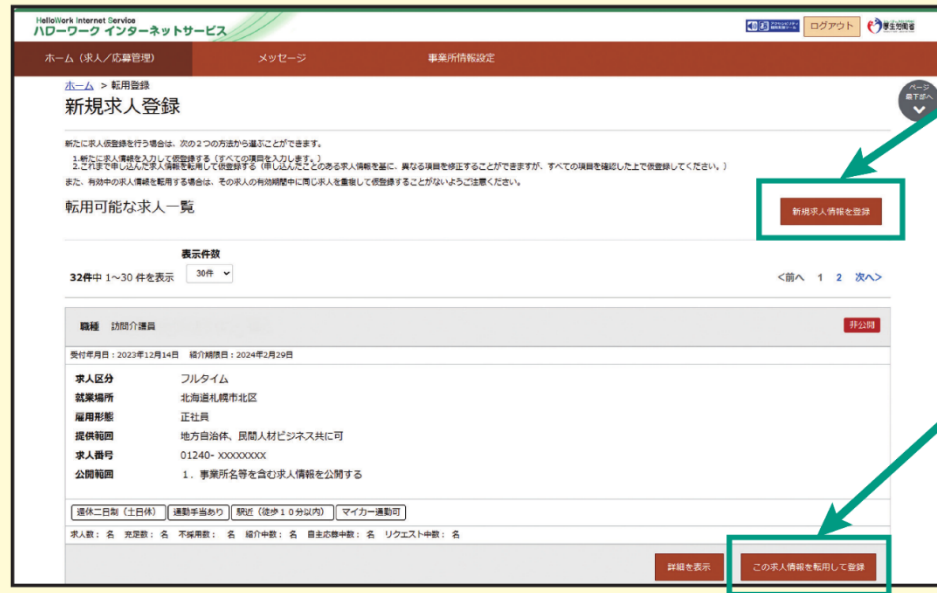 HelloWork Internet Service
ハローワーク インターネットサービス
ログアウト
厚生労働省
ホーム（求人／応募管理）
メッセージ
事業所情報設定
ホーム > 転用登録
新規求人登録
ページ
最下部へ
新たに求人仮登録を行う場合は、次の２つの方法から選ぶことができます。
1.新たに求人情報を入力して仮登録する（すべての項目を入力します。）
2.これまで申し込んだ求人情報を転用して仮登録する（申し込んだことのある求人情報を基に、異なる項目を修正することができますが、すべての項目を確認した上で仮登録してください。）
また、有効中の求人情報を転用する場合は、その求人の有効期間中に同じ求人を重複して仮登録することがないようご注意ください。
転用可能な求人一覧
新規求人情報を登録
表示件数
32件中 1～30 件を表示
30件
<前へ 1 2 次へ>
職種 訪問介護員
非公開
受付年月日：2023年12月14日 紹介期限日：2024年2月29日
求人区分 フルタイム
就業場所 北海道札幌市北区
雇用形態 正社員
提供範囲 地方自治体、民間人材ビジネス共に可
求人番号 01240- XXXXXXXX
公開範囲 １．事業所名等を含む求人情報を公開する
週休二日制（土日休） 通勤手当あり 駅近（徒歩１０分以内） マイカー通勤可
求人数： 名 充足数： 名 不採用数： 名 紹介中数： 名 自主応募中数： 名 リクエスト中数： 名
詳細を表示
この求人情報を転用して登録